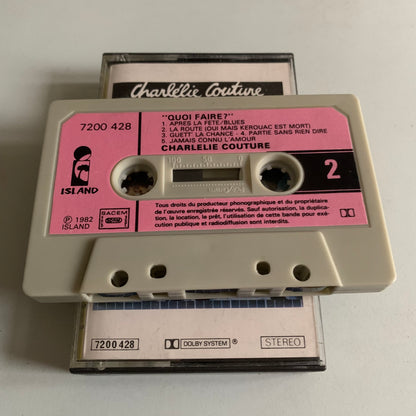 Charlélie Couture
"QUOI FAIRE?"
7200 428
1. APRES LA FETE/BLUES
2. LA ROUTE (OUI MAIS KEROUAC EST MORT)
3. GUETT' LA CHANCE - 4. PARTIE SANS RIEN DIRE
5. JAMAIS CONNU L'AMOUR
CHARLELIE COUTURE
100 50 0
ISLAND
2
Tous droits du producteur phonographique et du propriétaire
de l'œuvre enregistrée réservés. Sauf autorisation, la duplica-
tion, la location, le prêt, l'utilisation de cette bande pour exé-
cution publique et radiodiffusion sont interdits.
℗ 1982
ISLAND
SACEM
7200 428
DOLBY SYSTEM ®
STEREO